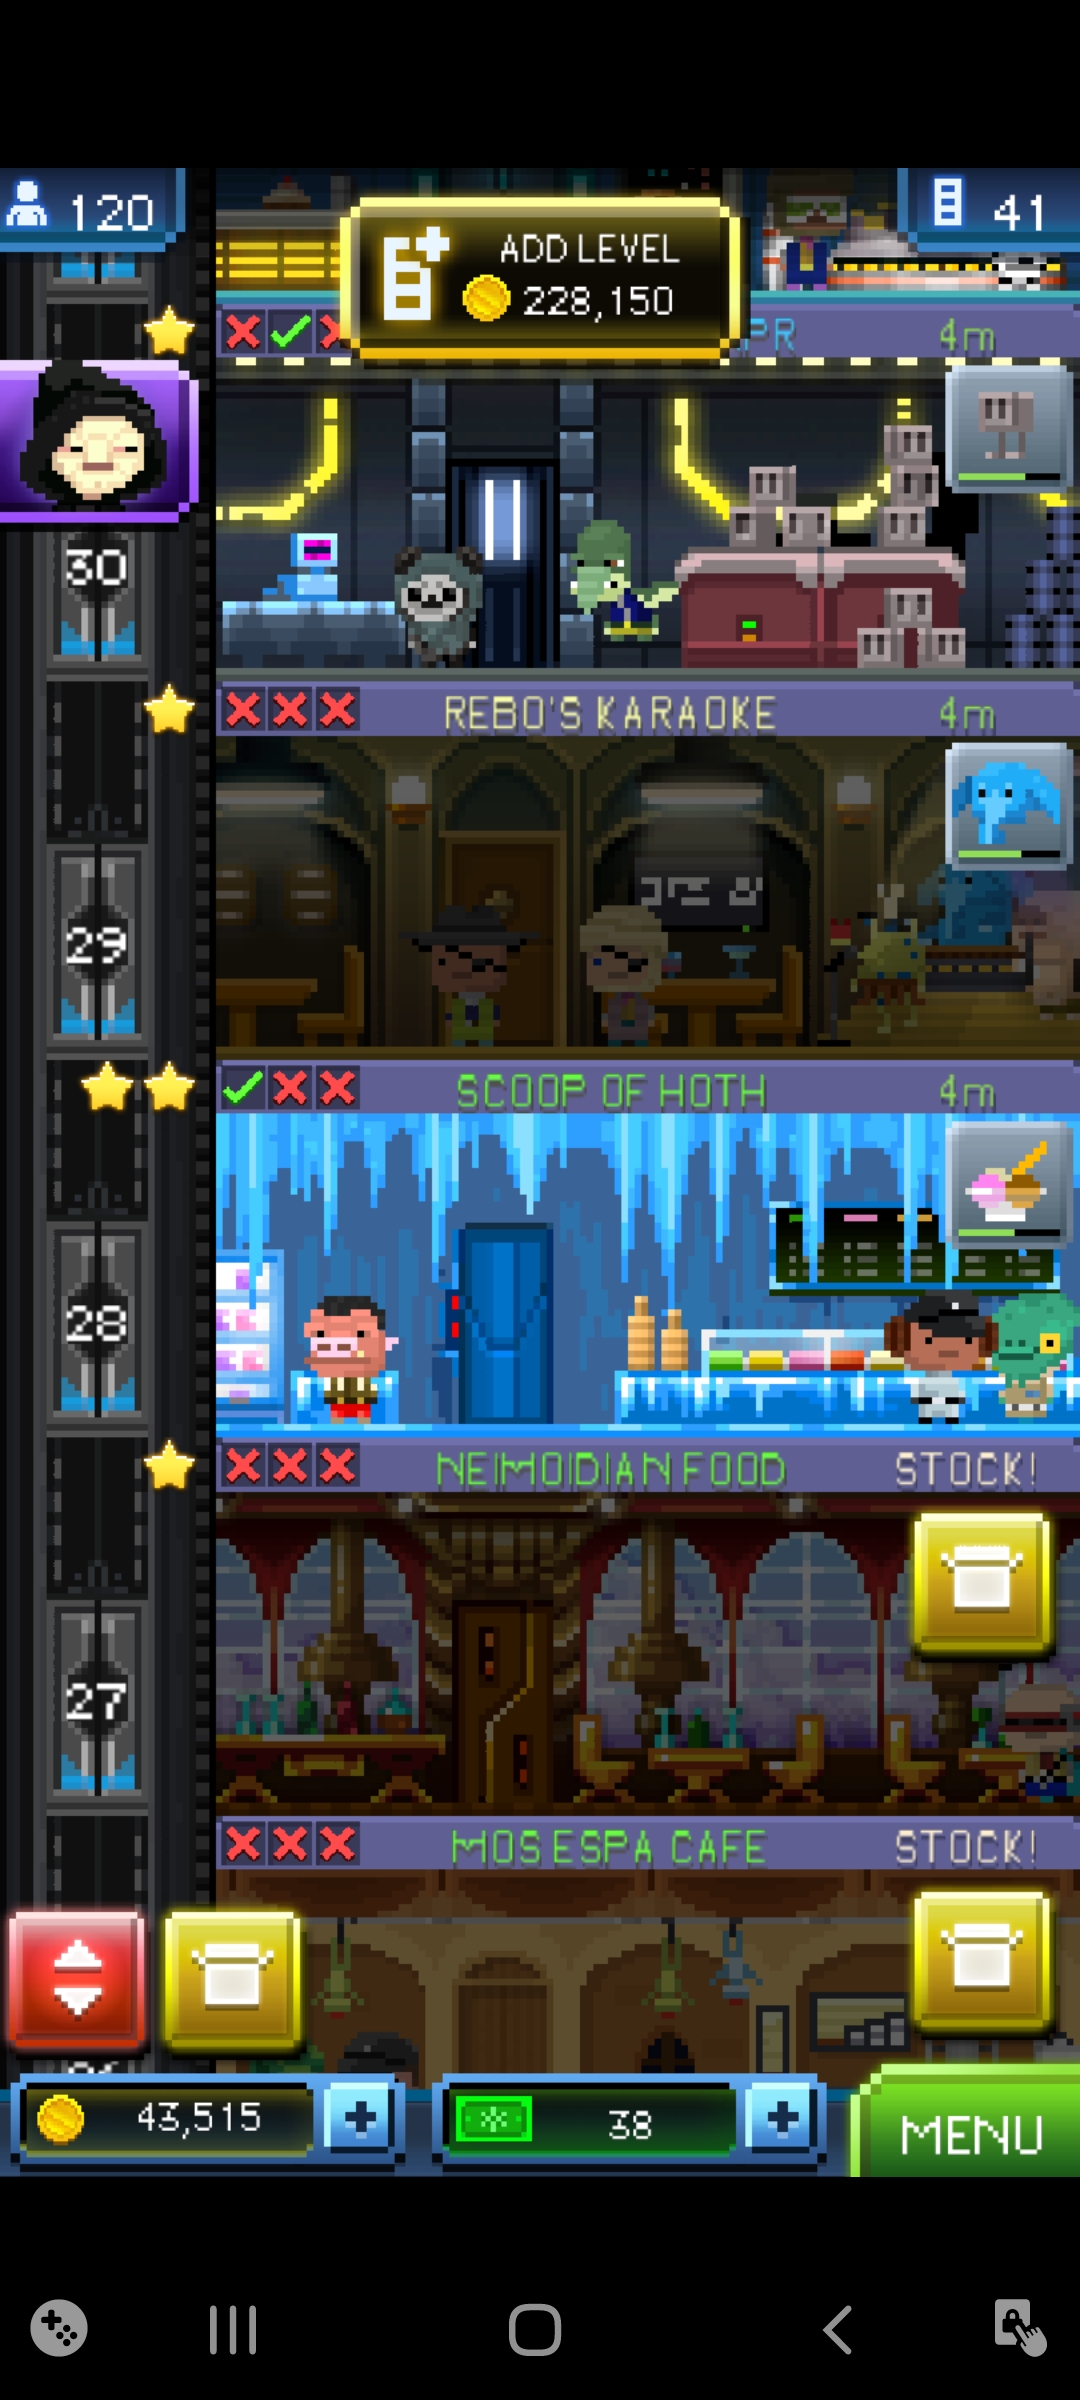 120
41
ADD LEVEL
228,150
PR
4m
30
REBO'S KARAOKE
4m
29
SCOOP OF HOTH
4m
28
NEIMOIDIAN FOOD
STOCK!
27
MOS ESPA CAFE
STOCK!
43,515
38
MENU